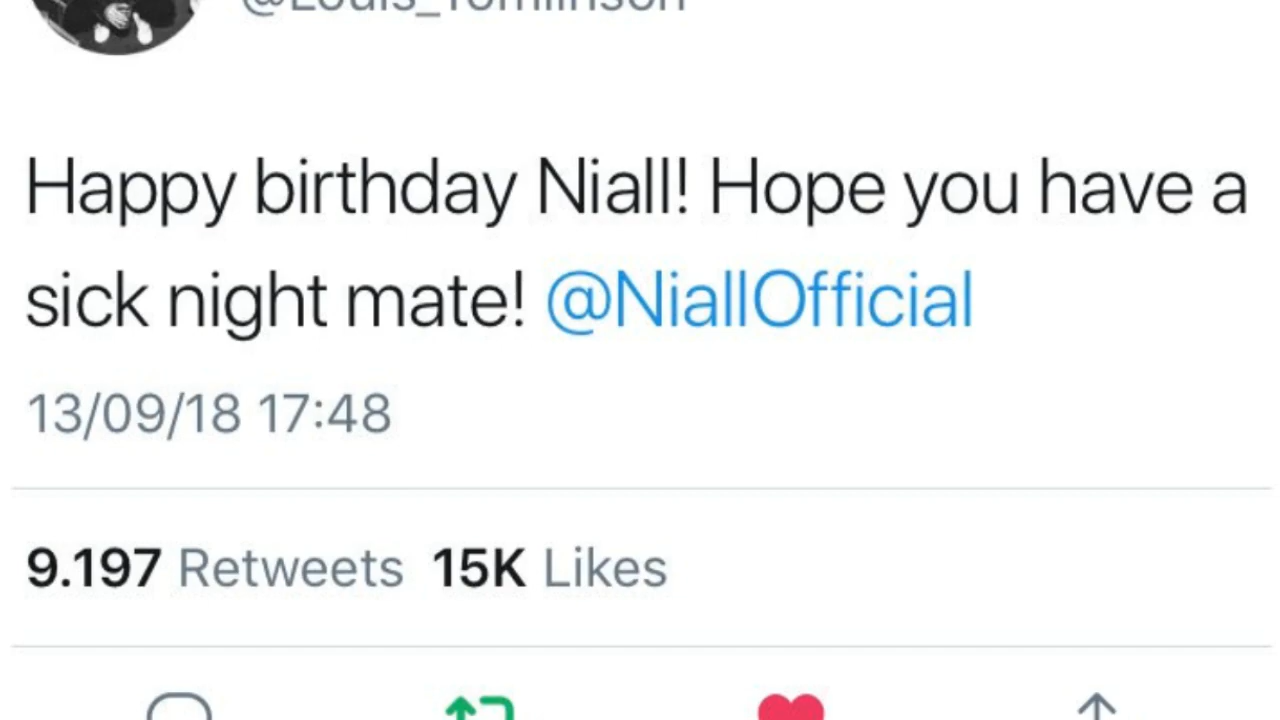 @Louis_Tomlinson
Happy birthday Niall! Hope you have a
sick night mate! @NiallOfficial
13/09/18 17:48
9.197 Retweets 15K Likes